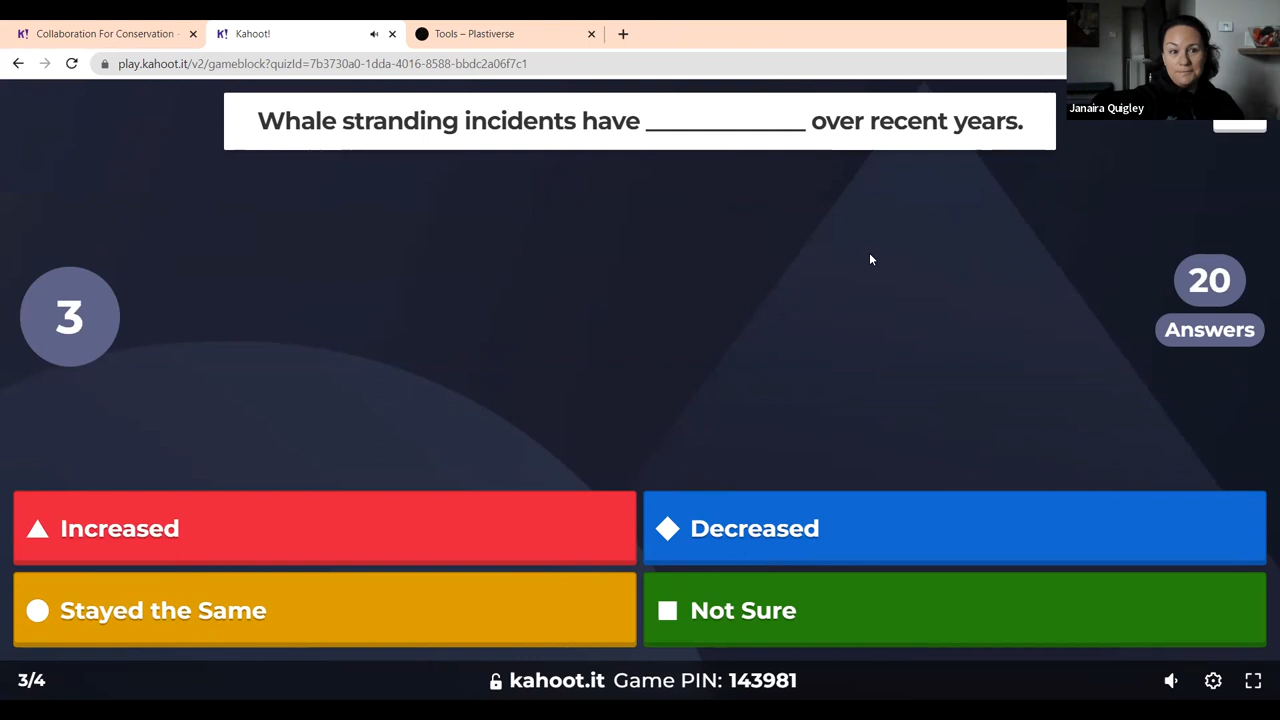 Collaboration For Conservation
Kahoot!
Tools – Plastiverse
play.kahoot.it/v2/gameblock?quizId=7b3730a0-1dda-4016-8588-bbdc2a06f7c1
Janaira Quigley
Whale stranding incidents have ____________ over recent years.
3
20
Answers
Increased
Decreased
Stayed the Same
Not Sure
3/4
kahoot.it Game PIN: 143981